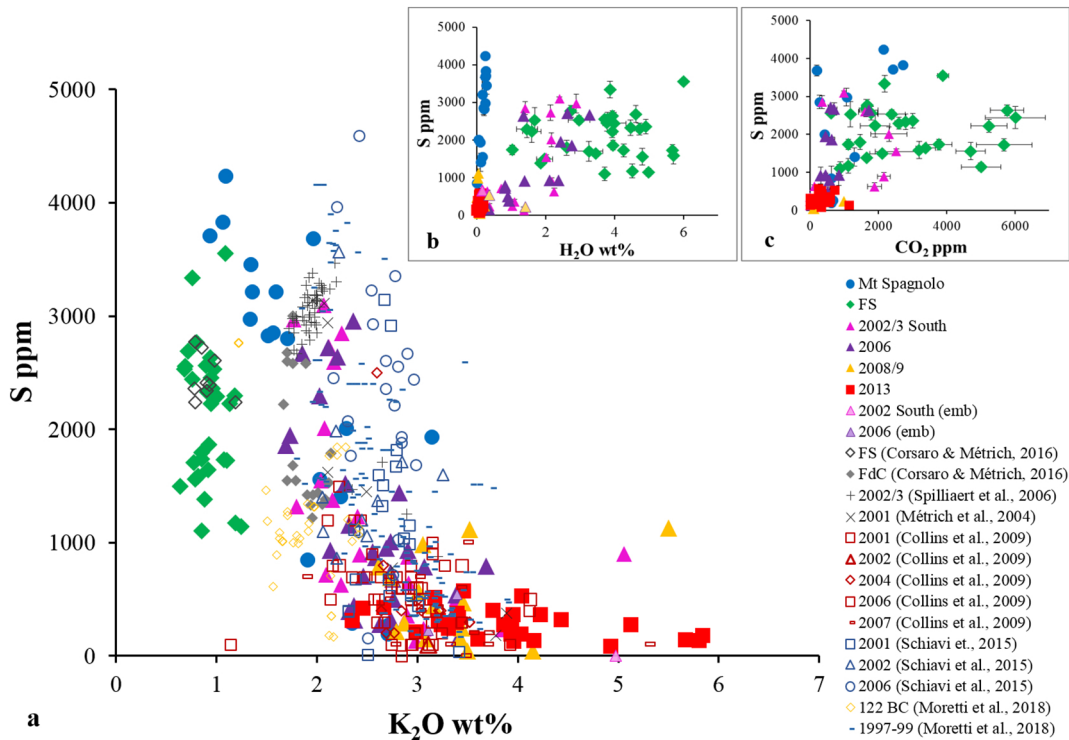 5000
4000
3000
2000
1000
0
S ppm
0 1 2 3 4 5 6 7
K2O wt%
a
5000
4000
3000
2000
1000
0
S ppm
0 2 4 6
H2O wt%
b
5000
4000
3000
2000
1000
0
S ppm
0 2000 4000 6000
CO2 ppm
c
Mt Spagnolo
FS
2002/3 South
2006
2008/9
2013
2002 South (emb)
2006 (emb)
FS (Corsaro & Métrich, 2016)
FdC (Corsaro & Métrich, 2016)
2002/3 (Spilliaert et al., 2006)
2001 (Métrich et al., 2004)
2001 (Collins et al., 2009)
2002 (Collins et al., 2009)
2004 (Collins et al., 2009)
2006 (Collins et al., 2009)
2007 (Collins et al., 2009)
2001 (Schiavi et., 2015)
2002 (Schiavi et al., 2015)
2006 (Schiavi et al., 2015)
122 BC (Moretti et al., 2018)
1997-99 (Moretti et al., 2018)